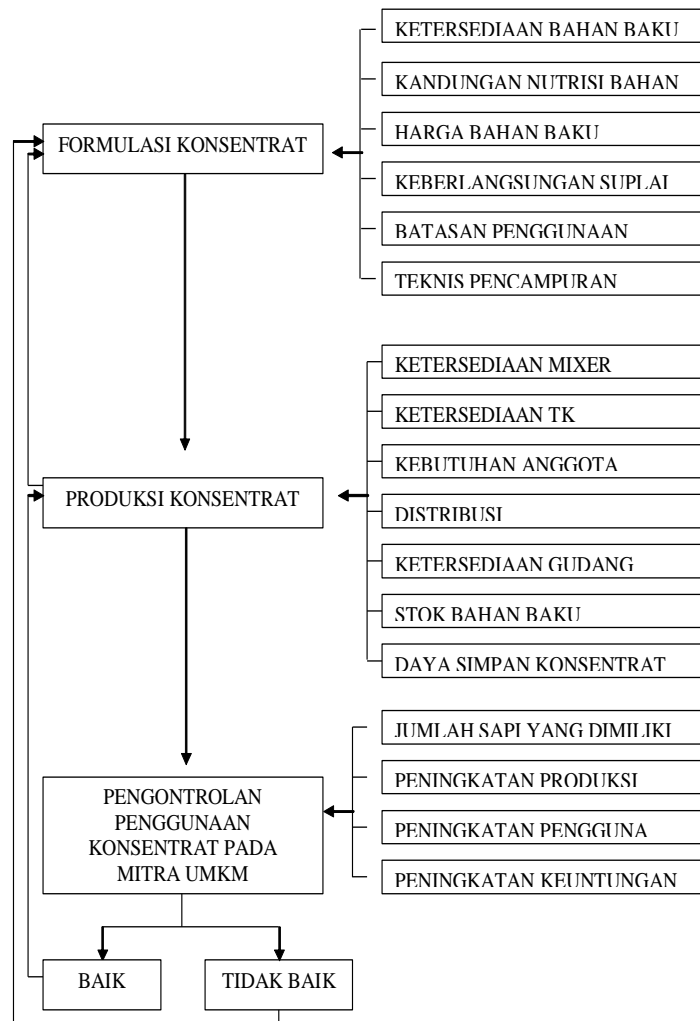 KETERSEDIAAN BAHAN BAKU
KANDUNGAN NUTRISI BAHAN
HARGA BAHAN BAKU
FORMULASI KONSENTRAT
KEBERLANGSUNGAN SUPLAI
BATASAN PENGGUNAAN
TEKNIS PENCAMPURAN
KETERSEDIAAN MIXER
KETERSEDIAAN TK
KEBUTUHAN ANGGOTA
PRODUKSI KONSENTRAT
DISTRIBUSI
KETERSEDIAAN GUDANG
STOK BAHAN BAKU
DAYA SIMPAN KONSENTRAT
JUMLAH SAPI YANG DIMILIKI
PENINGKATAN PRODUKSI
PENINGKATAN PENGGUNA
PENINGKATAN KEUNTUNGAN
PENGONTROLAN
PENGGUNAAN
KONSENTRAT PADA
MITRA UMKM
BAIK
TIDAK BAIK